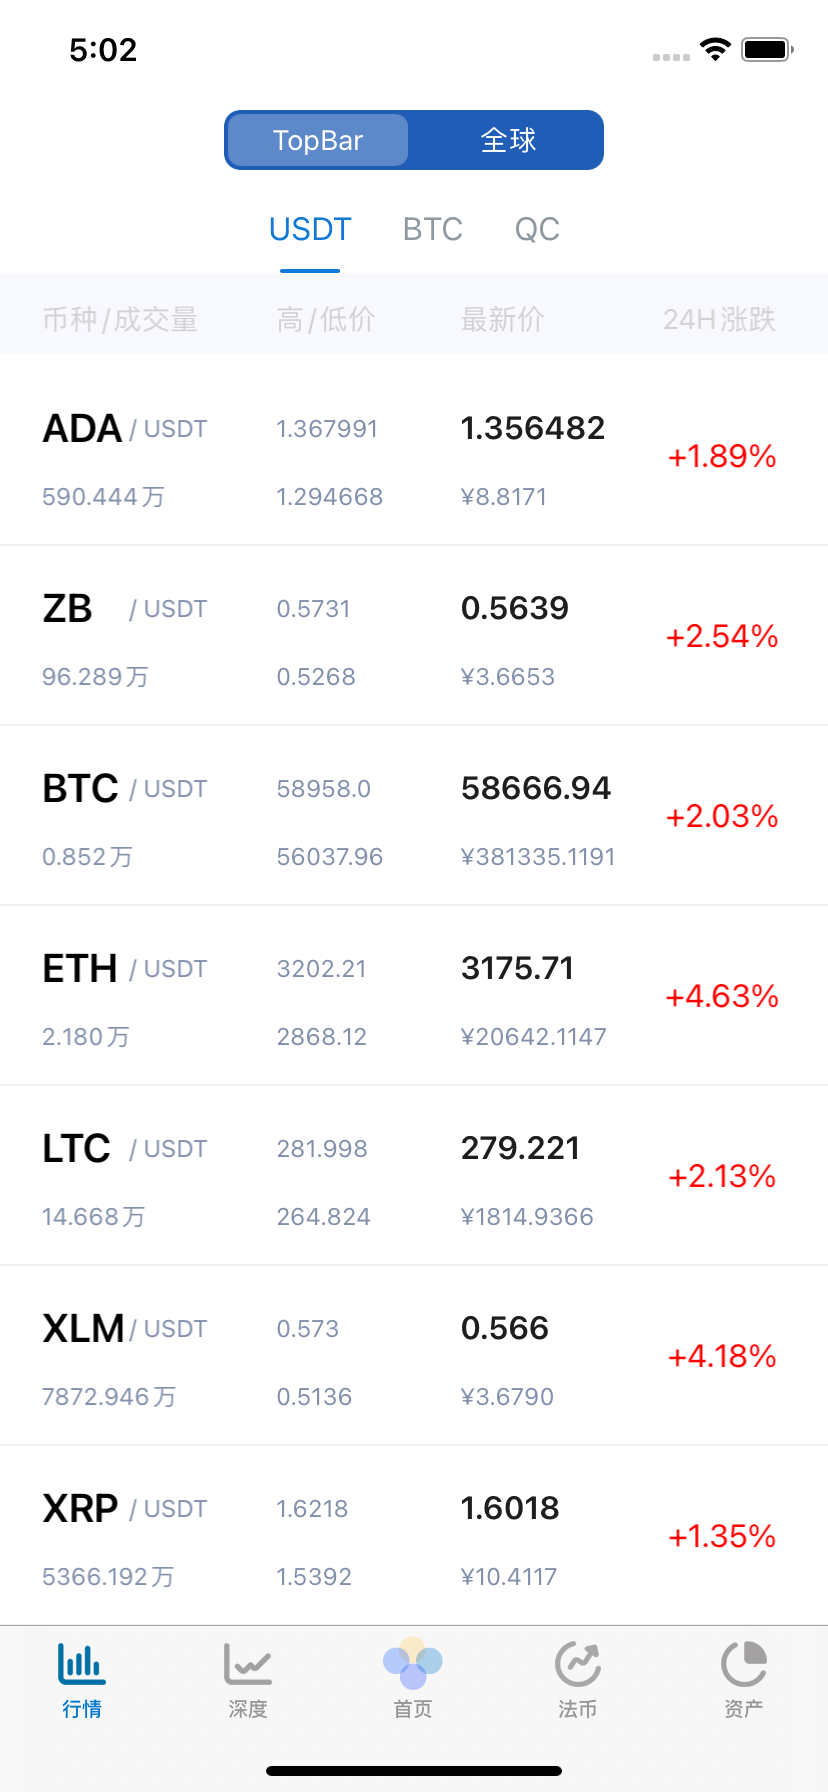 5:02
TopBar 全球
USDT BTC QC
币种/成交量 高/低价 最新价 24H涨跌
ADA / USDT 1.367991 1.356482
+1.89%
590.444万 1.294668 ¥8.8171
ZB / USDT 0.5731 0.5639
+2.54%
96.289万 0.5268 ¥3.6653
BTC / USDT 58958.0 58666.94
+2.03%
0.852万 56037.96 ¥381335.1191
ETH / USDT 3202.21 3175.71
+4.63%
2.180万 2868.12 ¥20642.1147
LTC / USDT 281.998 279.221
+2.13%
14.668万 264.824 ¥1814.9366
XLM / USDT 0.573 0.566
+4.18%
7872.946万 0.5136 ¥3.6790
XRP / USDT 1.6218 1.6018
+1.35%
5366.192万 1.5392 ¥10.4117
行情 深度 首页 法币 资产